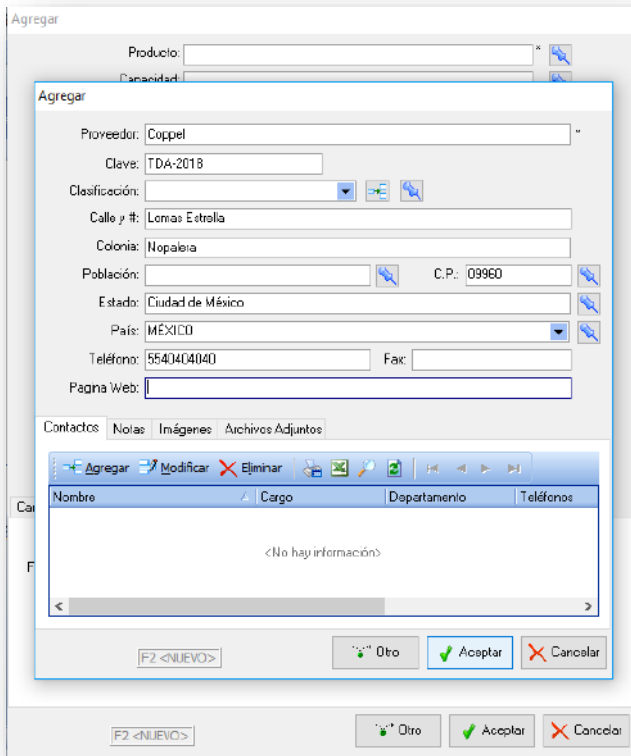 Agregar
Producto: *
Capacidad:
Agregar
Proveedor: Coppel *
Clave: TDA-2018
Clasificación:
Calle y #: Lomas Estrella
Colonia: Nopalera
Población: C.P.: 09960
Estado: Ciudad de México
País: MÉXICO
Teléfono: 5540404040 Fax:
Pagina Web:
Contactos Notas Imágenes Archivos Adjuntos
Agregar Modificar Eliminar
Nombre Cargo Departamento Teléfonos
<No hay información>
F2 <NUEVO> Otro Aceptar Cancelar
F2 <NUEVO> Otro Aceptar Cancelar